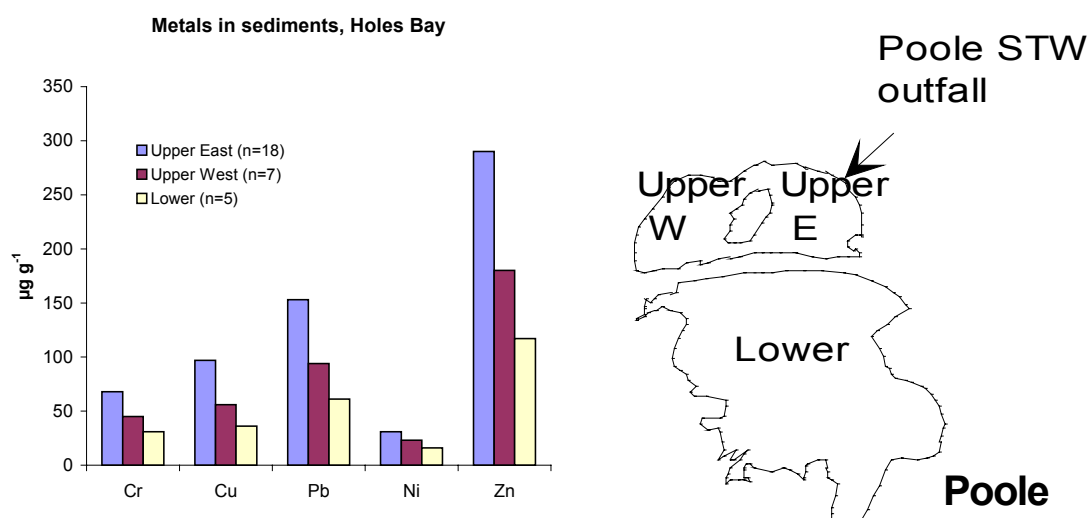 Metals in sediments, Holes Bay
350
300
250
200
150
100
50
0
µg g⁻¹
Upper East (n=18)
Upper West (n=7)
Lower (n=5)
Cr Cu Pb Ni Zn
Poole STW
outfall
Upper
W
Upper
E
Lower
Poole